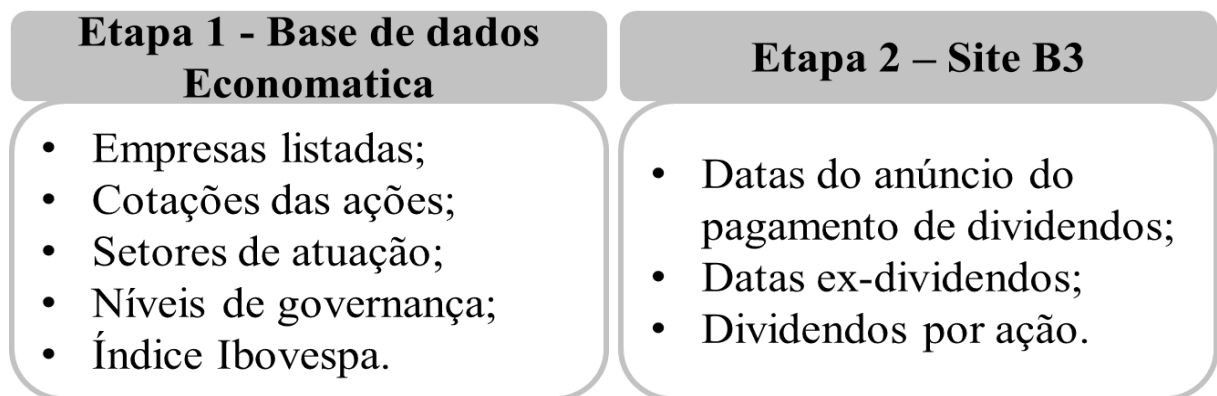 Etapa 1 - Base de dados
Economatica
• Empresas listadas;
• Cotações das ações;
• Setores de atuação;
• Níveis de governança;
• Índice Ibovespa.
Etapa 2 – Site B3
• Datas do anúncio do
pagamento de dividendos;
• Datas ex-dividendos;
• Dividendos por ação.